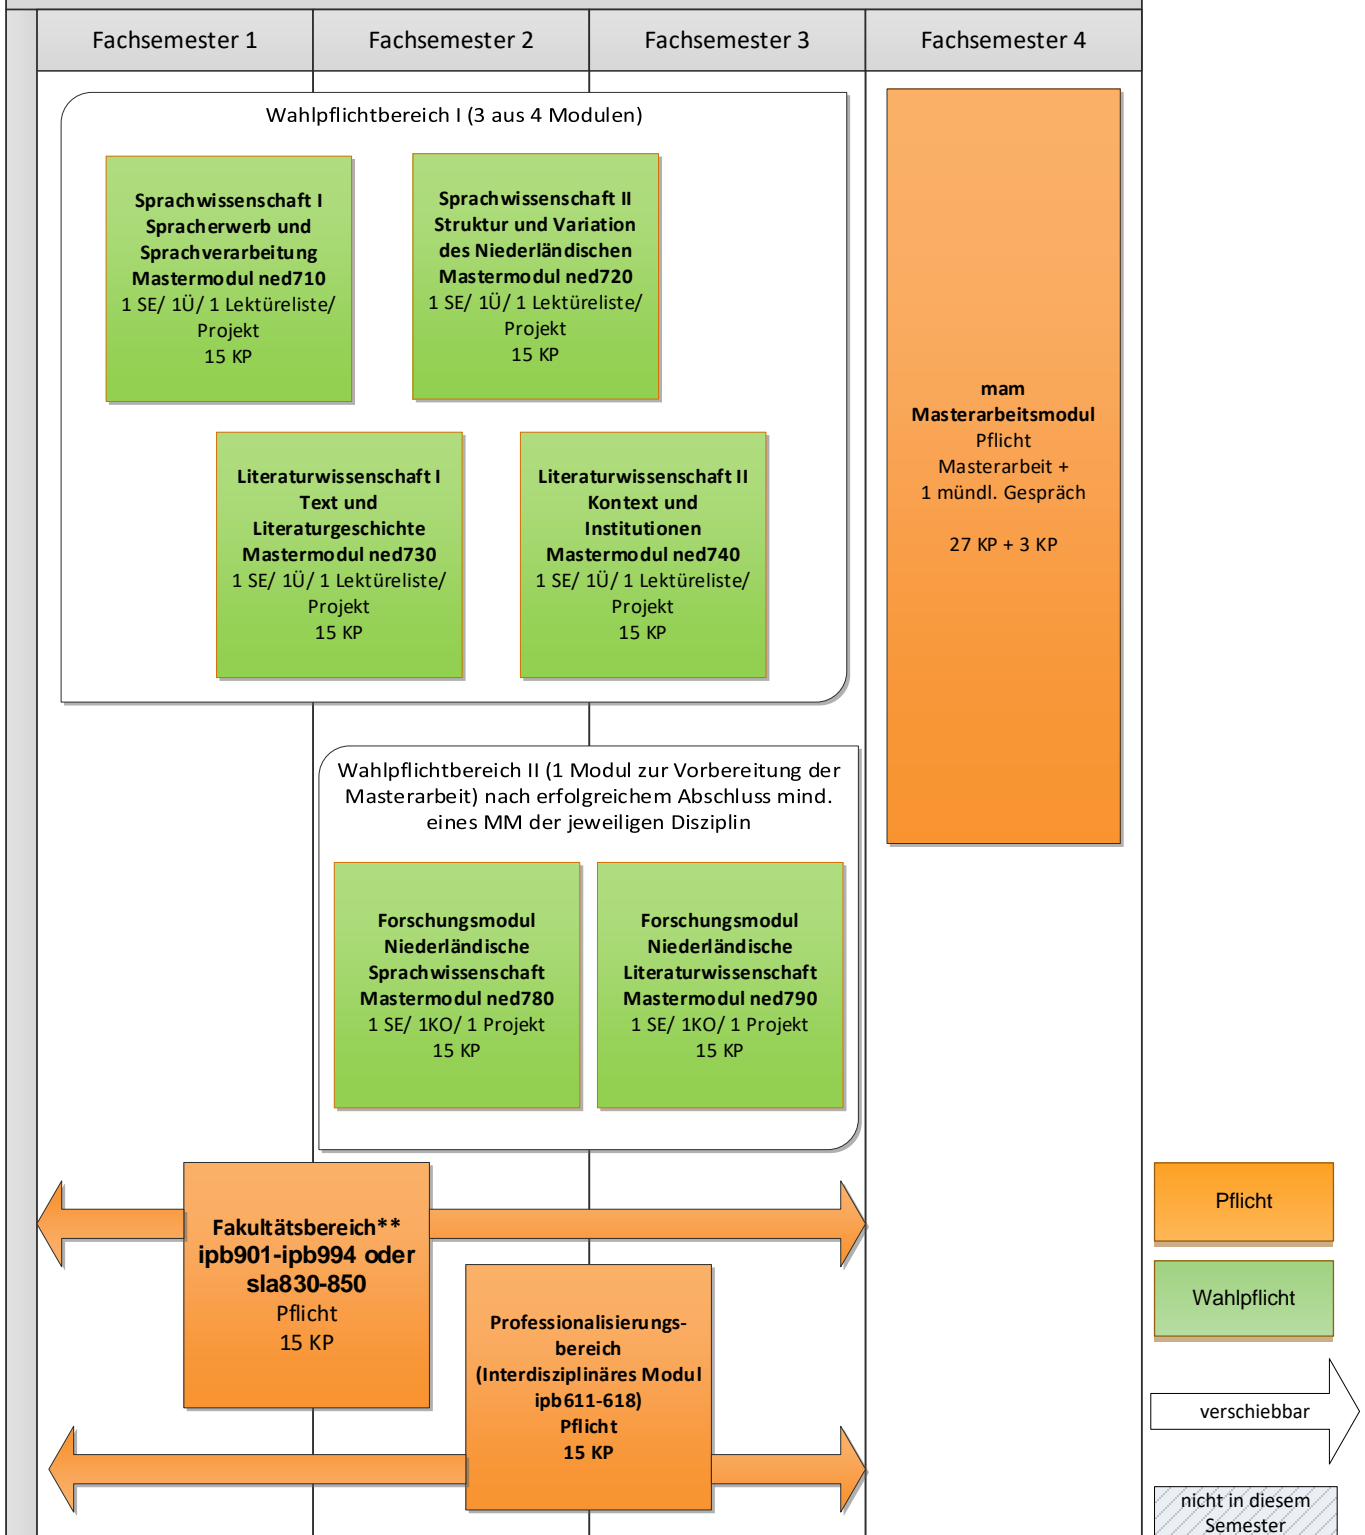 Fachsemester 1
Fachsemester 2
Fachsemester 3
Fachsemester 4
Wahlpflichtbereich I (3 aus 4 Modulen)
Sprachwissenschaft I
Spracherwerb und
Sprachverarbeitung
Mastermodul ned710
1 SE/ 1Ü/ 1 Lektüreliste/
Projekt
15 KP
Sprachwissenschaft II
Struktur und Variation
des Niederländischen
Mastermodul ned720
1 SE/ 1Ü/ 1 Lektüreliste/
Projekt
15 KP
Literaturwissenschaft I
Text und
Literaturgeschichte
Mastermodul ned730
1 SE/ 1Ü/ 1 Lektüreliste/
Projekt
15 KP
Literaturwissenschaft II
Kontext und
Institutionen
Mastermodul ned740
1 SE/ 1Ü/ 1 Lektüreliste/
Projekt
15 KP
mam
Masterarbeitsmodul
Pflicht
Masterarbeit +
1 mündl. Gespräch
27 KP + 3 KP
Wahlpflichtbereich II (1 Modul zur Vorbereitung der
Masterarbeit) nach erfolgreichem Abschluss mind.
eines MM der jeweiligen Disziplin
Forschungsmodul
Niederländische
Sprachwissenschaft
Mastermodul ned780
1 SE/ 1KO/ 1 Projekt
15 KP
Forschungsmodul
Niederländische
Literaturwissenschaft
Mastermodul ned790
1 SE/ 1KO/ 1 Projekt
15 KP
Fakultätsbereich**
ipb901-ipb994 oder
sla830-850
Pflicht
15 KP
Professionalisierungs-
bereich
(Interdisziplinäres Modul
ipb611-618)
Pflicht
15 KP
Pflicht
Wahlpflicht
verschiebbar
nicht in diesem
Semester